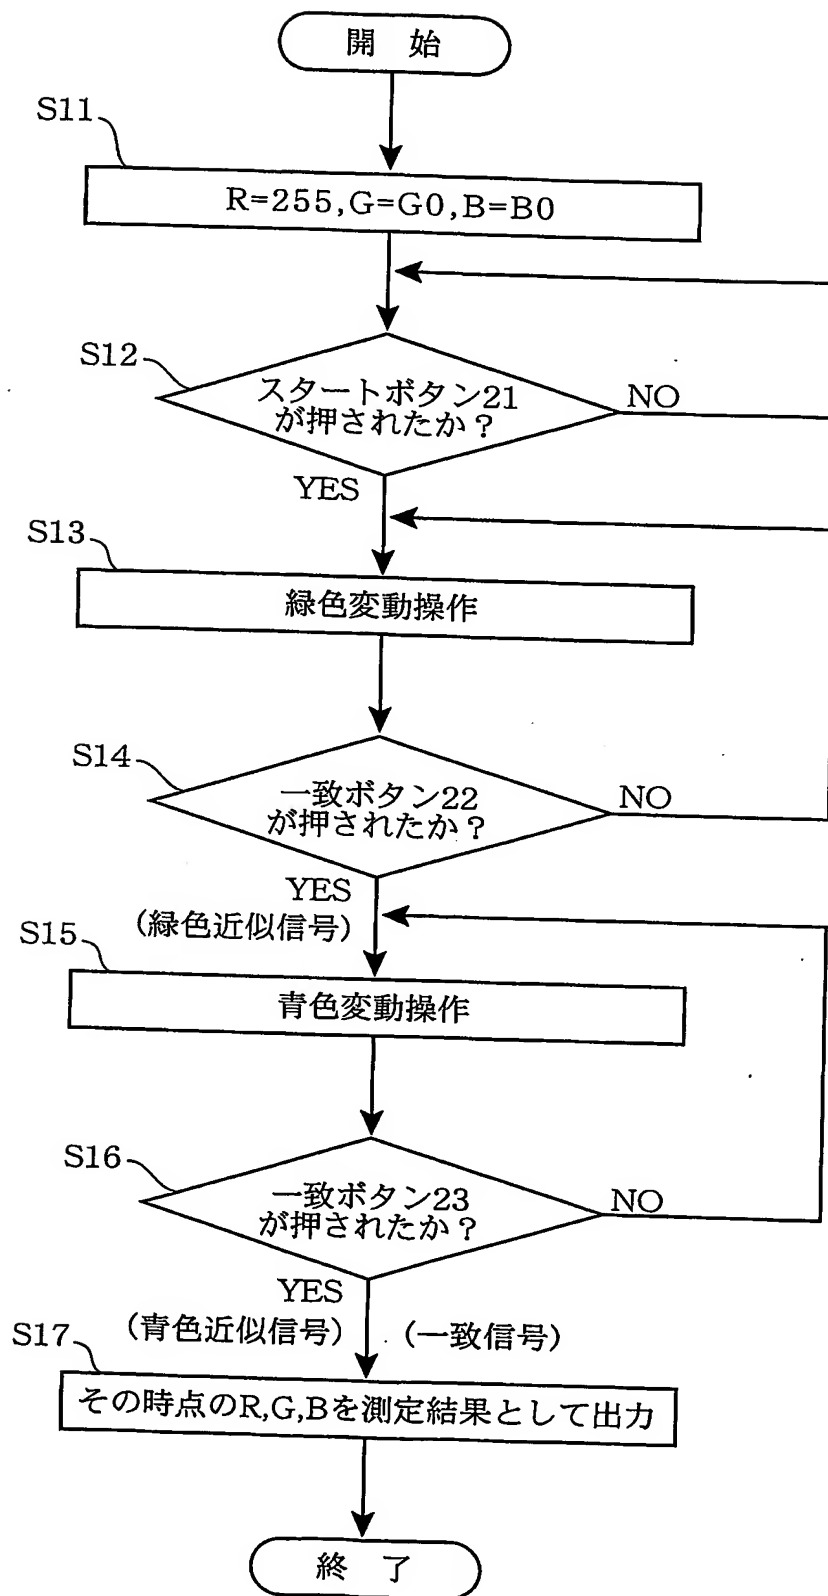 開 始
S11
R=255,G=G0,B=B0
S12
スタートボタン21
が押されたか?
NO
YES
S13
緑色変動操作
S14
一致ボタン22
が押されたか?
NO
YES
(緑色近似信号)
S15
青色変動操作
S16
一致ボタン23
が押されたか?
NO
YES
(青色近似信号) (一致信号)
S17
その時点のR,G,Bを測定結果として出力
終 了